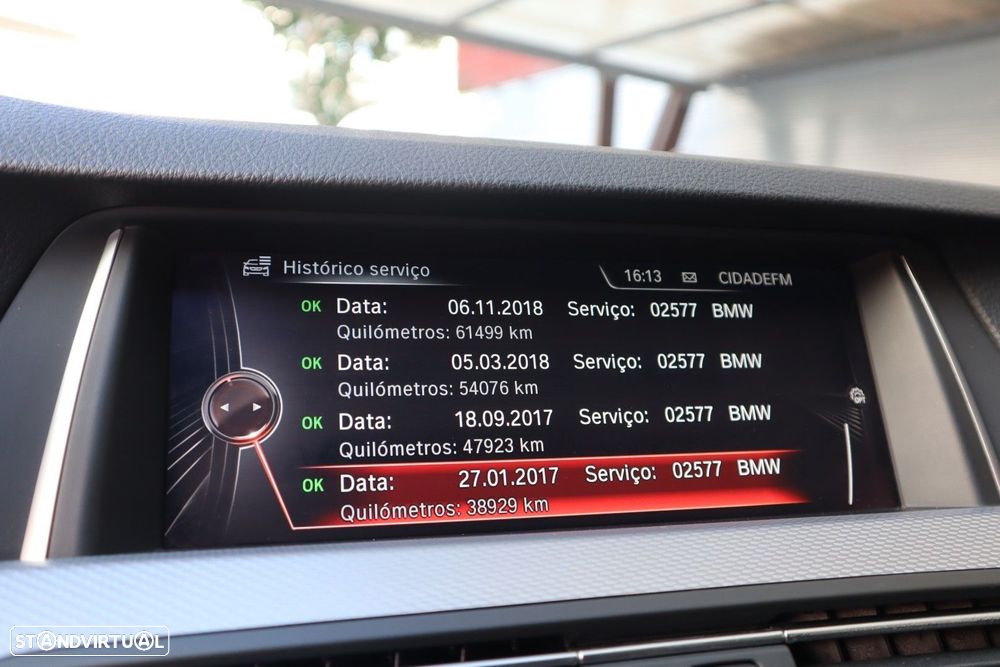 Histórico serviço
16:13 CIDADEFM
OK Data: 06.11.2018 Serviço: 02577 BMW
Quilómetros: 61499 km
OK Data: 05.03.2018 Serviço: 02577 BMW
Quilómetros: 54076 km
OK Data: 18.09.2017 Serviço: 02577 BMW
Quilómetros: 47923 km
OK Data: 27.01.2017 Serviço: 02577 BMW
Quilómetros: 38929 km
OPT
STANDVIRTUAL